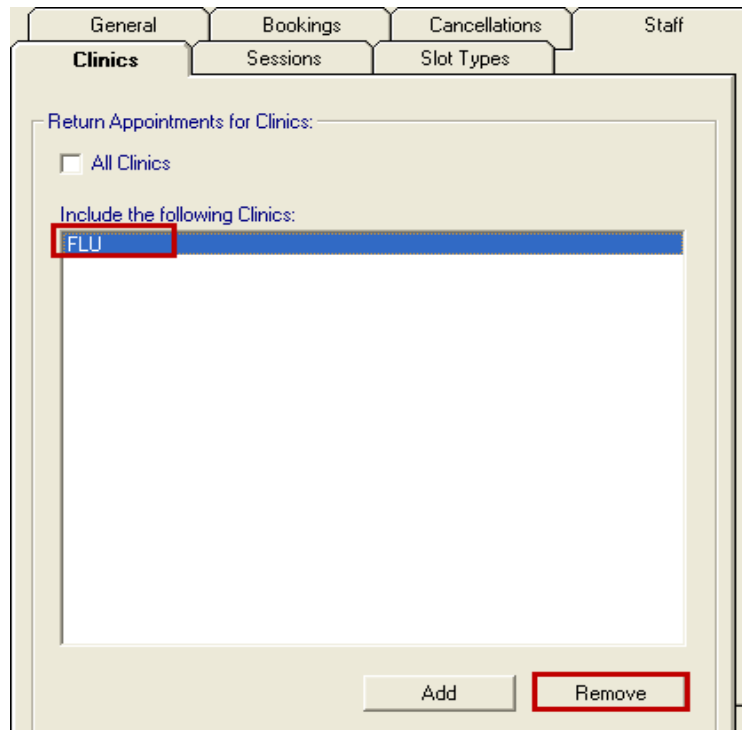 General Bookings Cancellations Staff
Clinics Sessions Slot Types
Return Appointments for Clinics:
All Clinics
Include the following Clinics:
FLU
Add Remove